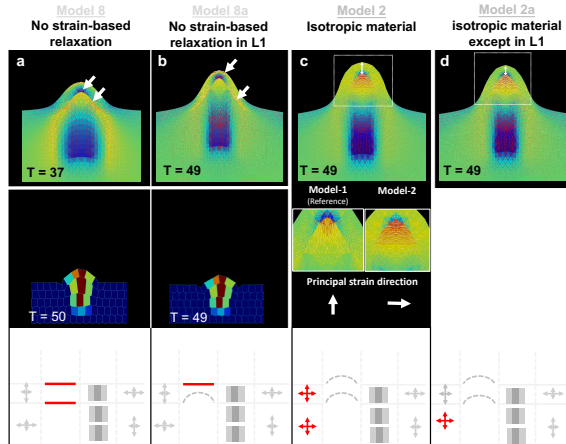 Model 8
No strain-based
relaxation
Model 8a
No strain-based
relaxation in L1
Model 2
Isotropic material
Model 2a
isotropic material
except in L1
a
T = 37
b
T = 49
c
T = 49
d
T = 49
Model-1
(Reference)
Model-2
Principal strain direction
T = 50
T = 49